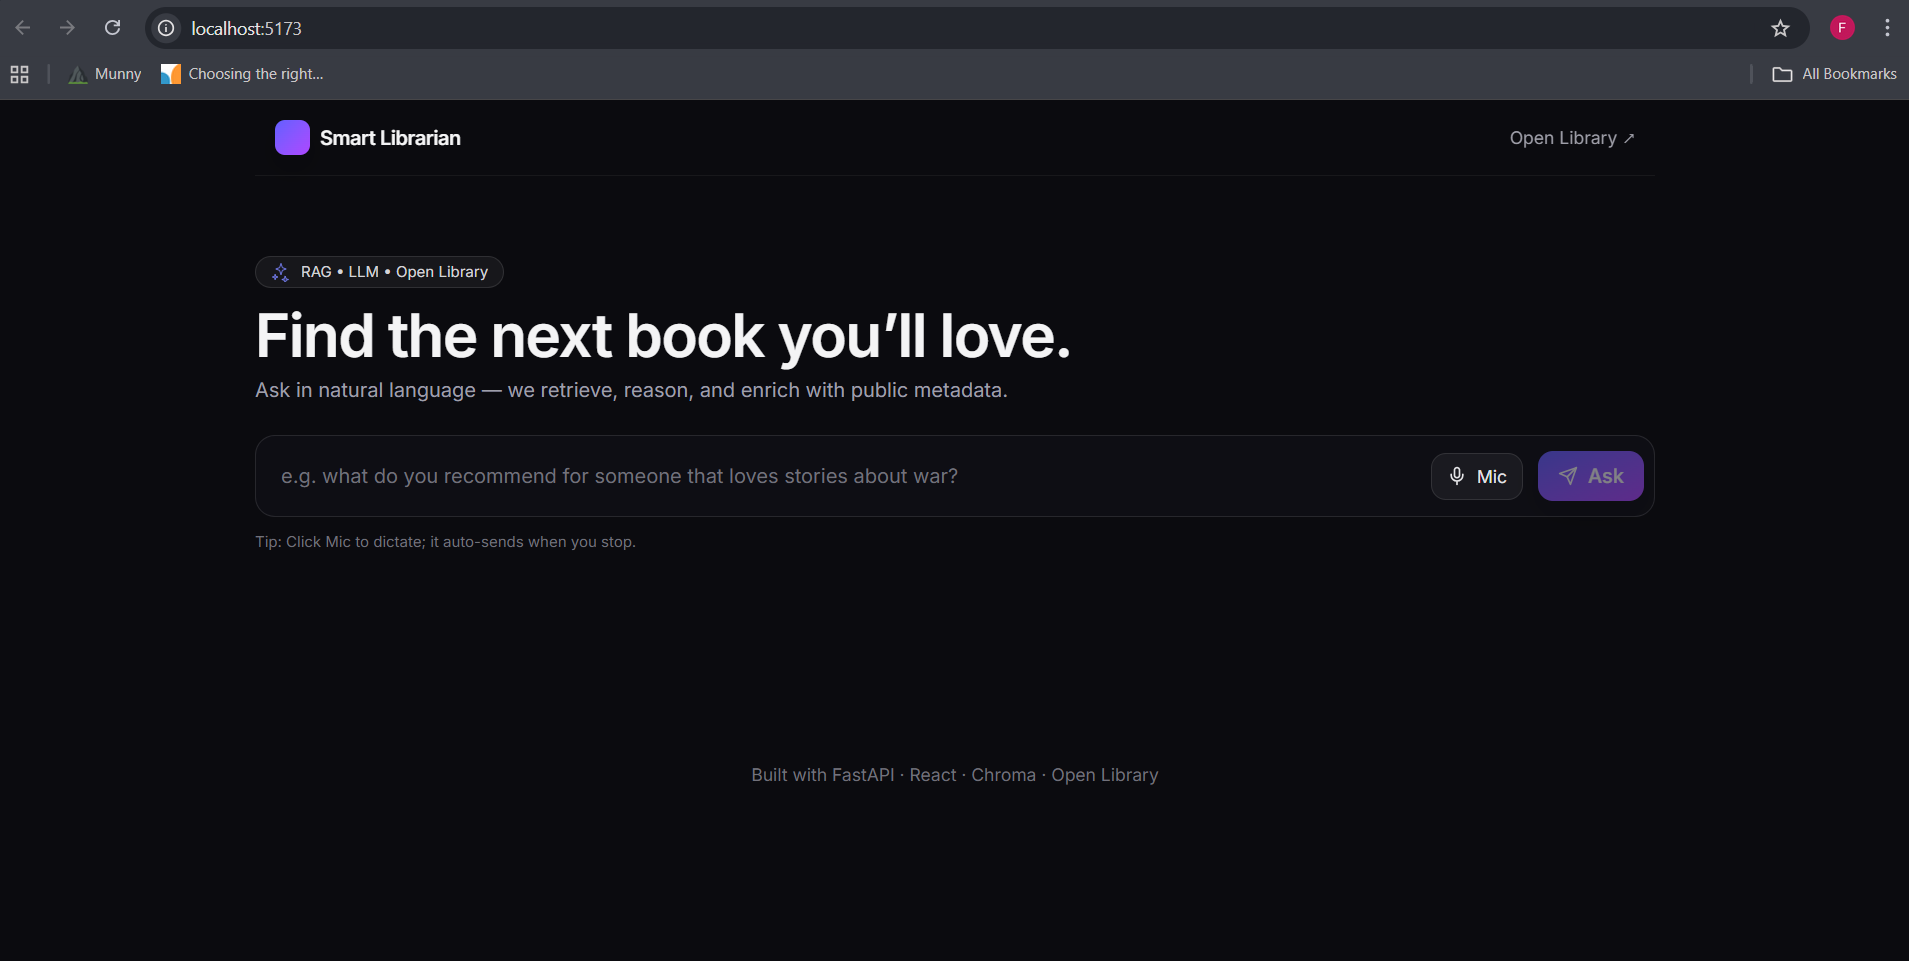 localhost:5173
F
Munny
Choosing the right...
All Bookmarks
Smart Librarian
Open Library ↗
RAG • LLM • Open Library
Find the next book you’ll love.
Ask in natural language — we retrieve, reason, and enrich with public metadata.
e.g. what do you recommend for someone that loves stories about war?
Mic
Ask
Tip: Click Mic to dictate; it auto-sends when you stop.
Built with FastAPI · React · Chroma · Open Library